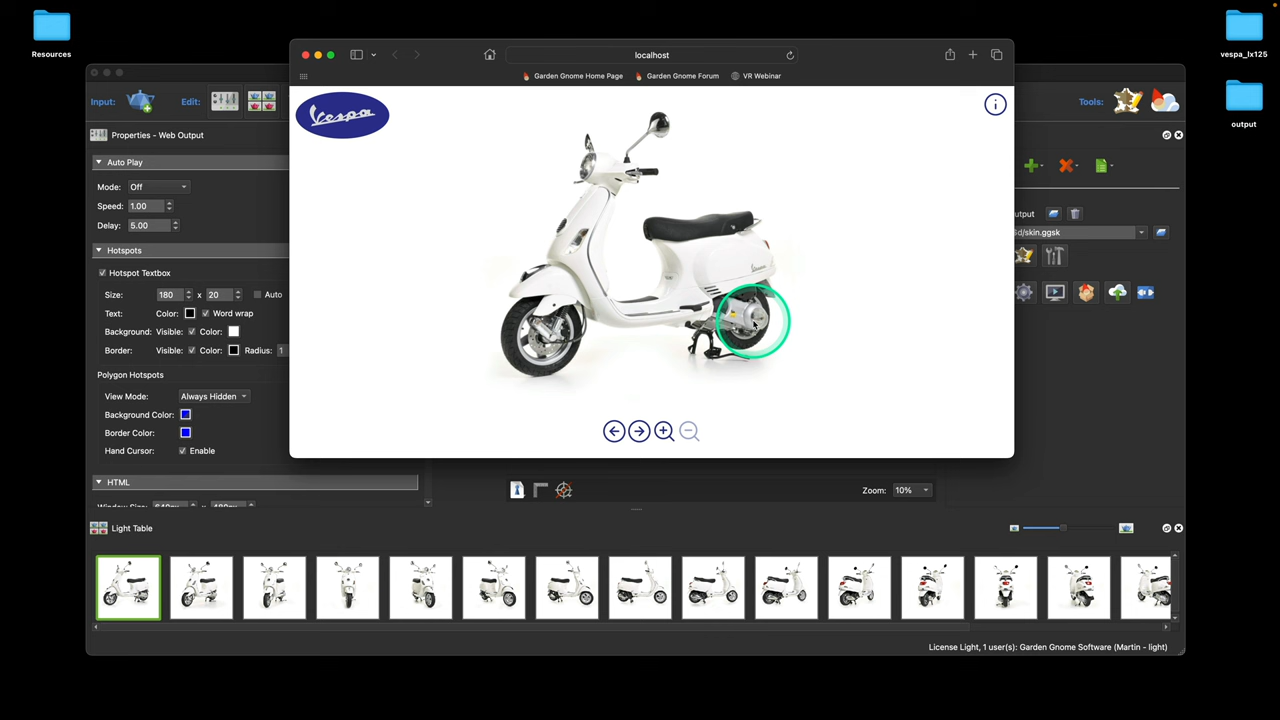 Resources
vespa_lx125
output
localhost
Garden Gnome Home Page
Garden Gnome Forum
VR Webinar
Input:
Edit:
Tools:
Vespa
i
Properties - Web Output
Auto Play
Mode: Off
Speed: 1.00
Delay: 5.00
Hotspots
Hotspot Textbox
Size: 180 x 20 Auto
Text: Color: Word wrap
Background: Visible: Color:
Border: Visible: Color: Radius: 1
Polygon Hotspots
View Mode: Always Hidden
Background Color:
Border Color:
Hand Cursor: Enable
HTML
utput
d/skin.ggsk
Zoom: 10%
Light Table
License Light, 1 user(s): Garden Gnome Software (Martin - light)